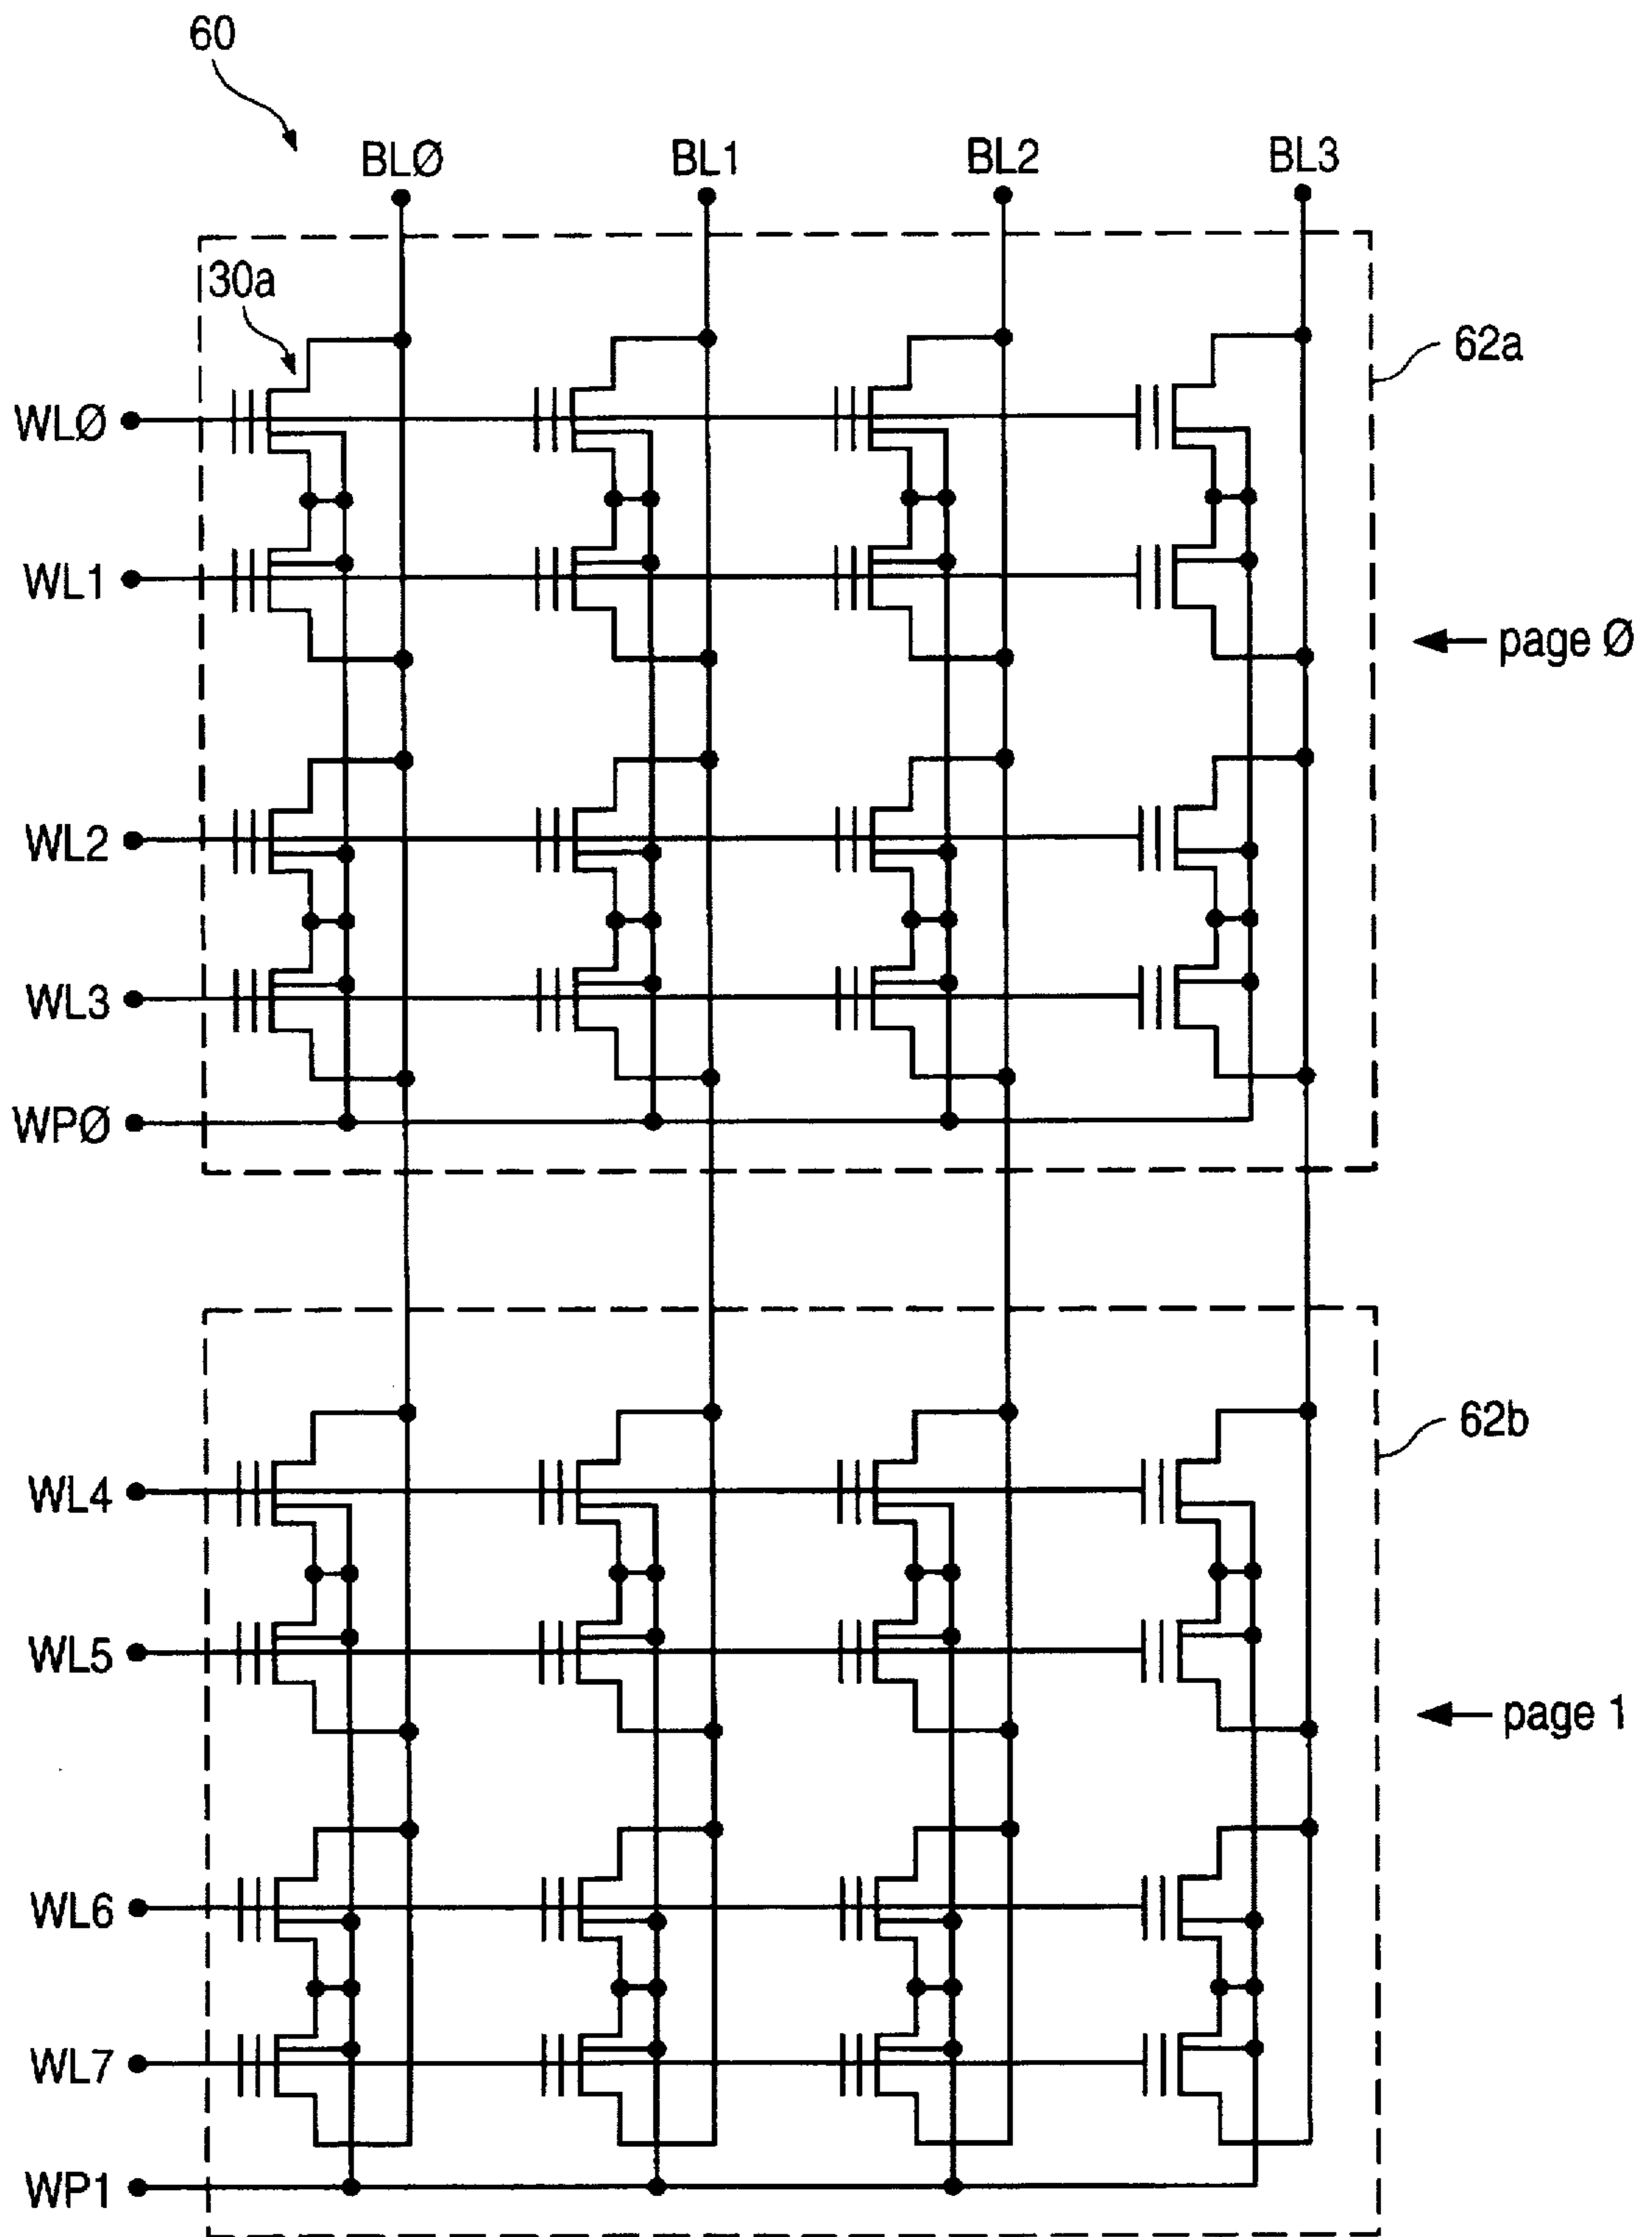 60
BLØ BL1 BL2 BL3
30a
62a
WLØ
WL1
page Ø
WL2
WL3
WPØ
62b
WL4
WL5
page 1
WL6
WL7
WP1